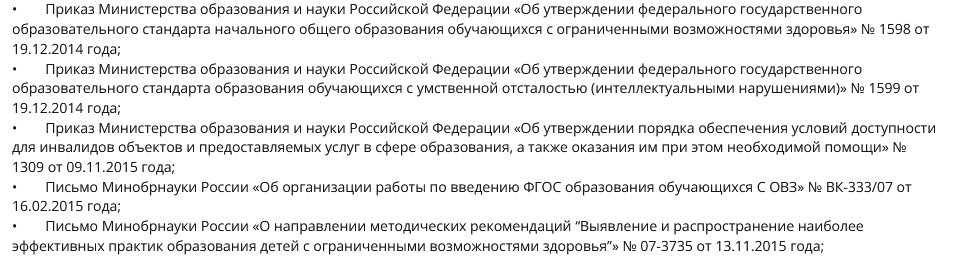 • Приказ Министерства образования и науки Российской Федерации «Об утверждении федерального государственного
образовательного стандарта начального общего образования обучающихся с ограниченными возможностями здоровья» № 1598 от
19.12.2014 года;
• Приказ Министерства образования и науки Российской Федерации «Об утверждении федерального государственного
образовательного стандарта образования обучающихся с умственной отсталостью (интеллектуальными нарушениями)» № 1599 от
19.12.2014 года;
• Приказ Министерства образования и науки Российской Федерации «Об утверждении порядка обеспечения условий доступности
для инвалидов объектов и предоставляемых услуг в сфере образования, а также оказания им при этом необходимой помощи» №
1309 от 09.11.2015 года;
• Письмо Минобрнауки России «Об организации работы по введению ФГОС образования обучающихся С ОВЗ» № ВК-333/07 от
16.02.2015 года;
• Письмо Минобрнауки России «О направлении методических рекомендаций “Выявление и распространение наиболее
эффективных практик образования детей с ограниченными возможностями здоровья”» № 07-3735 от 13.11.2015 года;